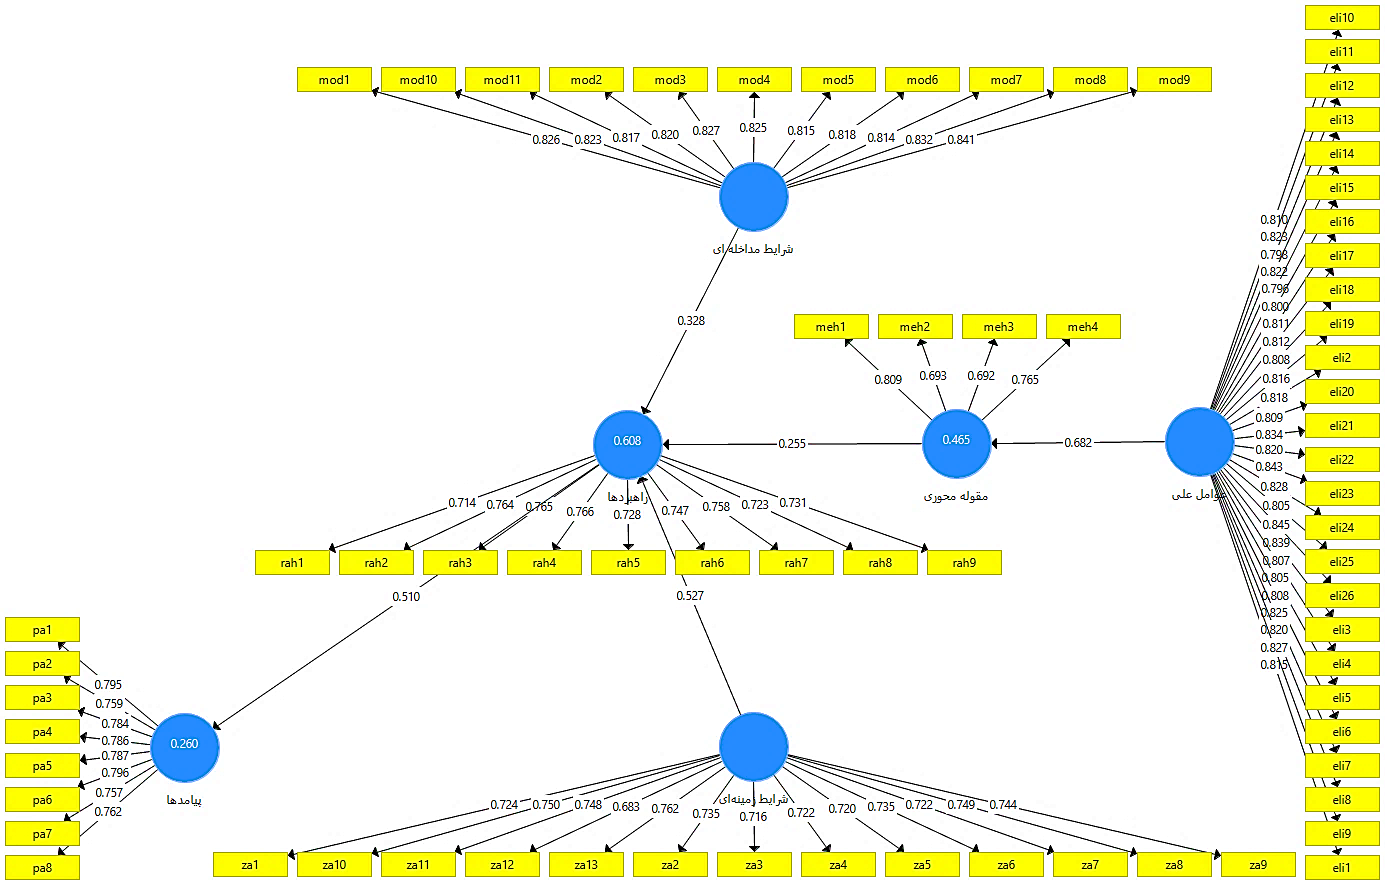 eli10
eli11
mod1 mod10 mod11 mod2 mod3 mod4 mod5 mod6 mod7 mod8 mod9
eli12
eli13
0.826 0.823 0.817 0.820 0.827 0.825 0.815 0.818 0.814 0.832 0.841
eli14
eli15
eli16
شرایط مداخله ای
eli17
eli18
eli19
eli2
eli20
eli21
eli22
eli23
eli24
eli25
eli26
eli3
eli4
eli5
eli6
eli7
eli8
eli9
eli1
0.810
0.823
0.798
0.822
0.796
0.800
0.811
0.812
0.808
0.816
0.818
0.809
0.834
0.820
0.843
0.828
0.805
0.845
0.839
0.807
0.805
0.808
0.825
0.820
0.827
0.815
0.328
meh1 meh2 meh3 meh4
0.809 0.693 0.692 0.765
0.608 0.255 0.465 0.682
راهبردها
مقوله محوری
عوامل علی
0.714 0.764 0.765 0.766 0.728 0.747 0.758 0.723 0.731
rah1 rah2 rah3 rah4 rah5 rah6 rah7 rah8 rah9
0.510 0.527
pa1
pa2
pa3
pa4
pa5
pa6
pa7
pa8
0.795
0.759
0.784
0.786
0.787
0.796
0.757
0.762
0.260
پیامدها
شرایط زمینه‌ای
0.724 0.750 0.748 0.683 0.762 0.735 0.716 0.722 0.720 0.735 0.722 0.749 0.744
za1 za10 za11 za12 za13 za2 za3 za4 za5 za6 za7 za8 za9